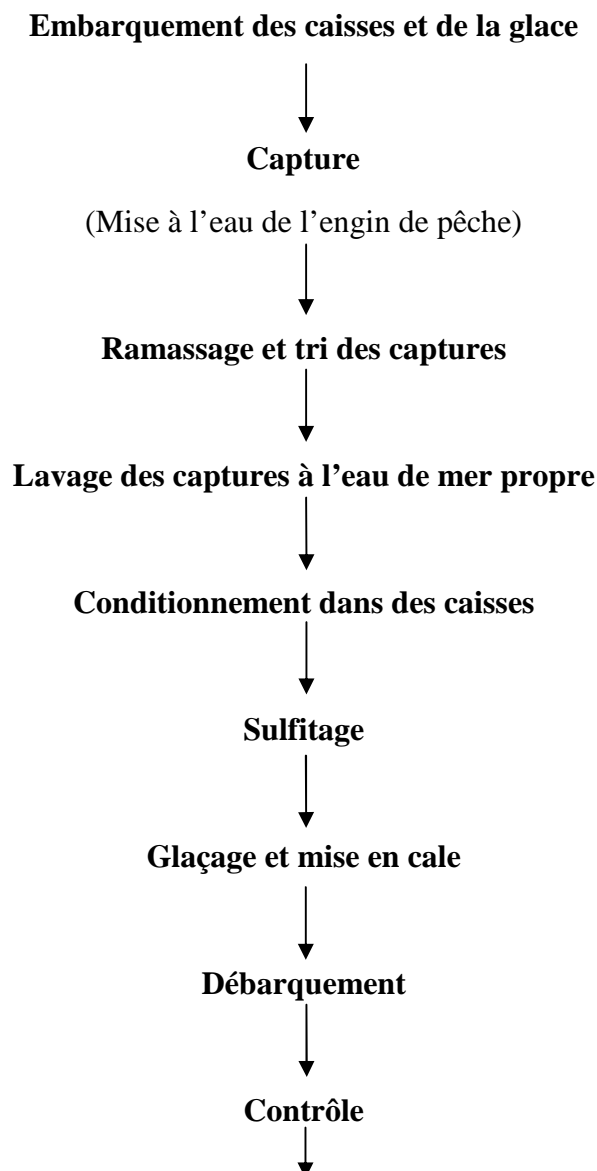 Embarquement des caisses et de la glace
Capture
(Mise à l’eau de l’engin de pêche)
Ramassage et tri des captures
Lavage des captures à l’eau de mer propre
Conditionnement dans des caisses
Sulfitage
Glaçage et mise en cale
Débarquement
Contrôle